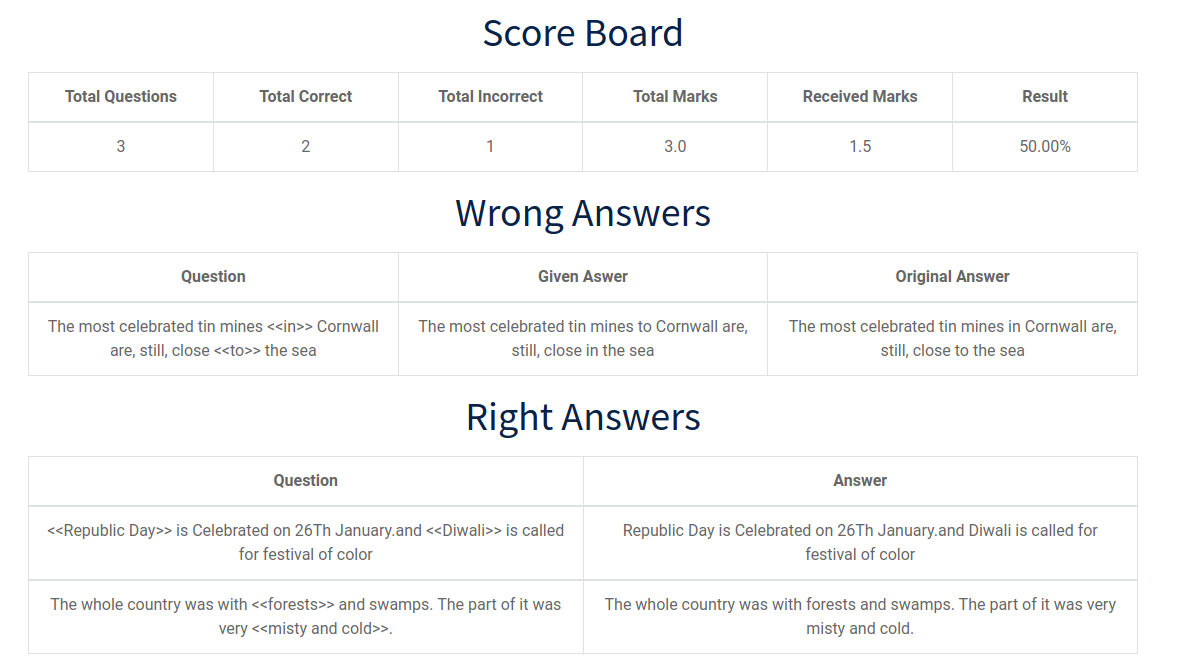 Score Board
Total Questions Total Correct Total Incorrect Total Marks Received Marks Result
3 2 1 3.0 1.5 50.00%
Wrong Answers
Question Given Aswer Original Answer
The most celebrated tin mines <<in>> Cornwall
are, still, close <<to>> the sea
The most celebrated tin mines to Cornwall are,
still, close in the sea
The most celebrated tin mines in Cornwall are,
still, close to the sea
Right Answers
Question Answer
<<Republic Day>> is Celebrated on 26Th January.and <<Diwali>> is called
for festival of color
Republic Day is Celebrated on 26Th January.and Diwali is called for
festival of color
The whole country was with <<forests>> and swamps. The part of it was
very <<misty and cold>>.
The whole country was with forests and swamps. The part of it was very
misty and cold.